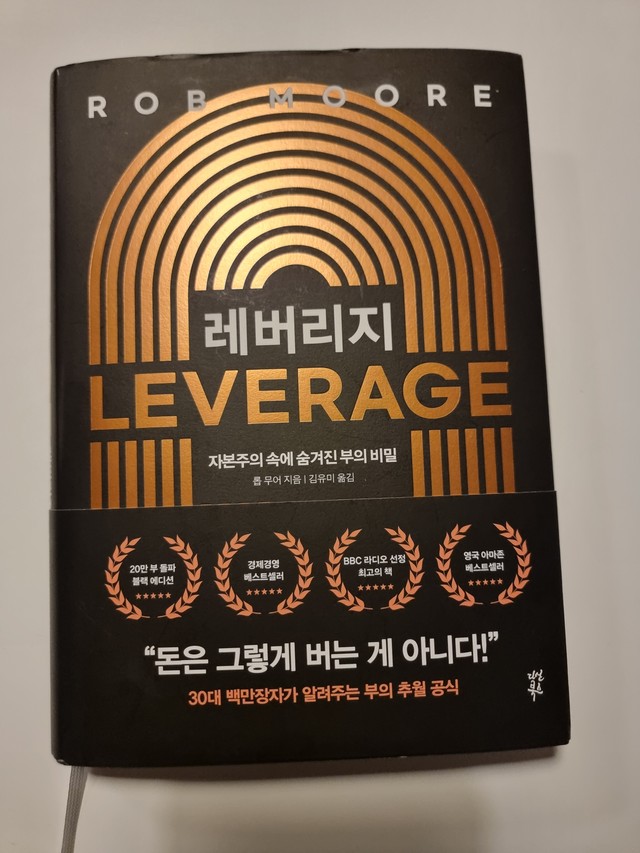 ROB MOORE
레버리지
LEVERAGE
자본주의 속에 숨겨진 부의 비밀
롭 무어 지음 | 김유미 옮김
20만 부 돌파
블랙 에디션
★★★★★
경제경영
베스트셀러
★★★★★
BBC 라디오 선정
최고의 책
★★★★★
영국 아마존
베스트셀러
★★★★★
“돈은 그렇게 버는 게 아니다!”
30대 백만장자가 알려주는 부의 추월 공식
다산
북스